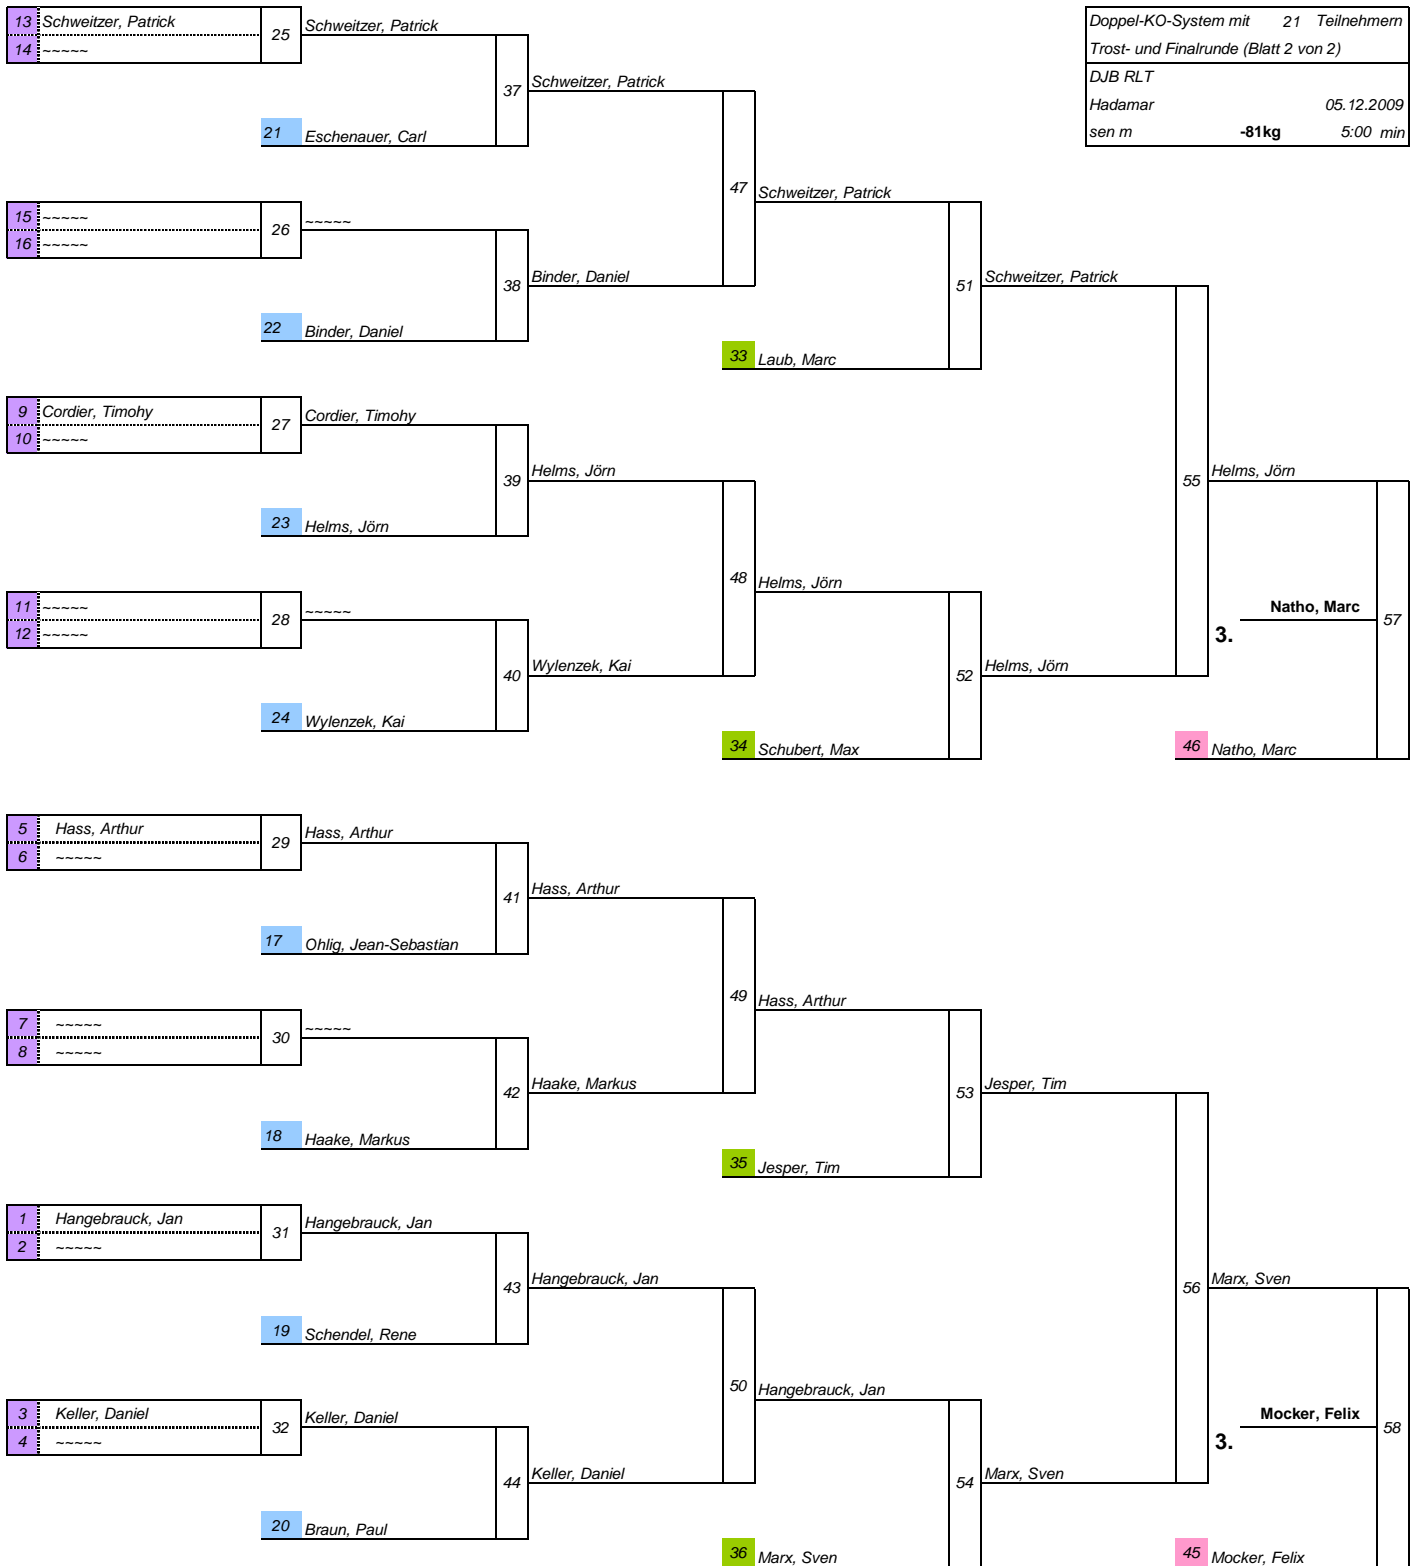 Doppel-KO-System mit 21 Teilnehmern
Trost- und Finalrunde (Blatt 2 von 2)
DJB RLT
Hadamar 05.12.2009
sen m -81kg 5:00 min
13 Schweitzer, Patrick
14 ~~~~~
25 Schweitzer, Patrick
37 Schweitzer, Patrick
21 Eschenauer, Carl
47 Schweitzer, Patrick
15 ~~~~~
16 ~~~~~
26 ~~~~~
38 Binder, Daniel
22 Binder, Daniel
51 Schweitzer, Patrick
33 Laub, Marc
9 Cordier, Timohy
10 ~~~~~
27 Cordier, Timohy
39 Helms, Jörn
23 Helms, Jörn
55 Helms, Jörn
48 Helms, Jörn
11 ~~~~~
12 ~~~~~
28 ~~~~~
Natho, Marc
3.
57
40 Wylenzek, Kai
52 Helms, Jörn
24 Wylenzek, Kai
34 Schubert, Max
46 Natho, Marc
5 Hass, Arthur
6 ~~~~~
29 Hass, Arthur
41 Hass, Arthur
17 Ohlig, Jean-Sebastian
49 Hass, Arthur
7 ~~~~~
8 ~~~~~
30 ~~~~~
42 Haake, Markus
53 Jesper, Tim
18 Haake, Markus
35 Jesper, Tim
1 Hangebrauck, Jan
2 ~~~~~
31 Hangebrauck, Jan
43 Hangebrauck, Jan
56 Marx, Sven
19 Schendel, Rene
50 Hangebrauck, Jan
3 Keller, Daniel
4 ~~~~~
32 Keller, Daniel
Mocker, Felix
3.
58
44 Keller, Daniel
54 Marx, Sven
20 Braun, Paul
36 Marx, Sven
45 Mocker, Felix